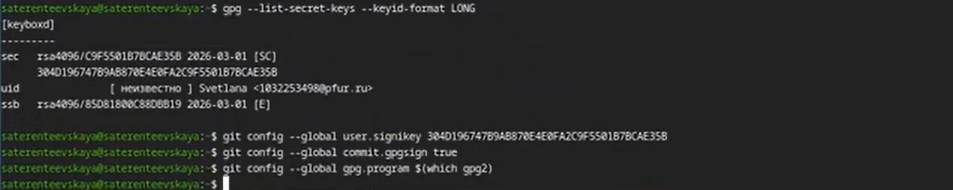 saterenteevskaya@saterenteevskaya:~$ gpg --list-secret-keys --keyid-format LONG
[keyboxd]
---------
sec   rsa4096/C9F5501B7BCAE35B 2026-03-01 [SC]
      304D196747B9AB870E4E0FA2C9F5501B7BCAE35B
uid                 [ неизвестно ] Svetlana <1032253498@pfur.ru>
ssb   rsa4096/85D81800C88DBB19 2026-03-01 [E]

saterenteevskaya@saterenteevskaya:~$ git config --global user.signikey 304D196747B9AB870E4E0FA2C9F5501B7BCAE35B
saterenteevskaya@saterenteevskaya:~$ git config --global commit.gpgsign true
saterenteevskaya@saterenteevskaya:~$ git config --global gpg.program $(which gpg2)
saterenteevskaya@saterenteevskaya:~$